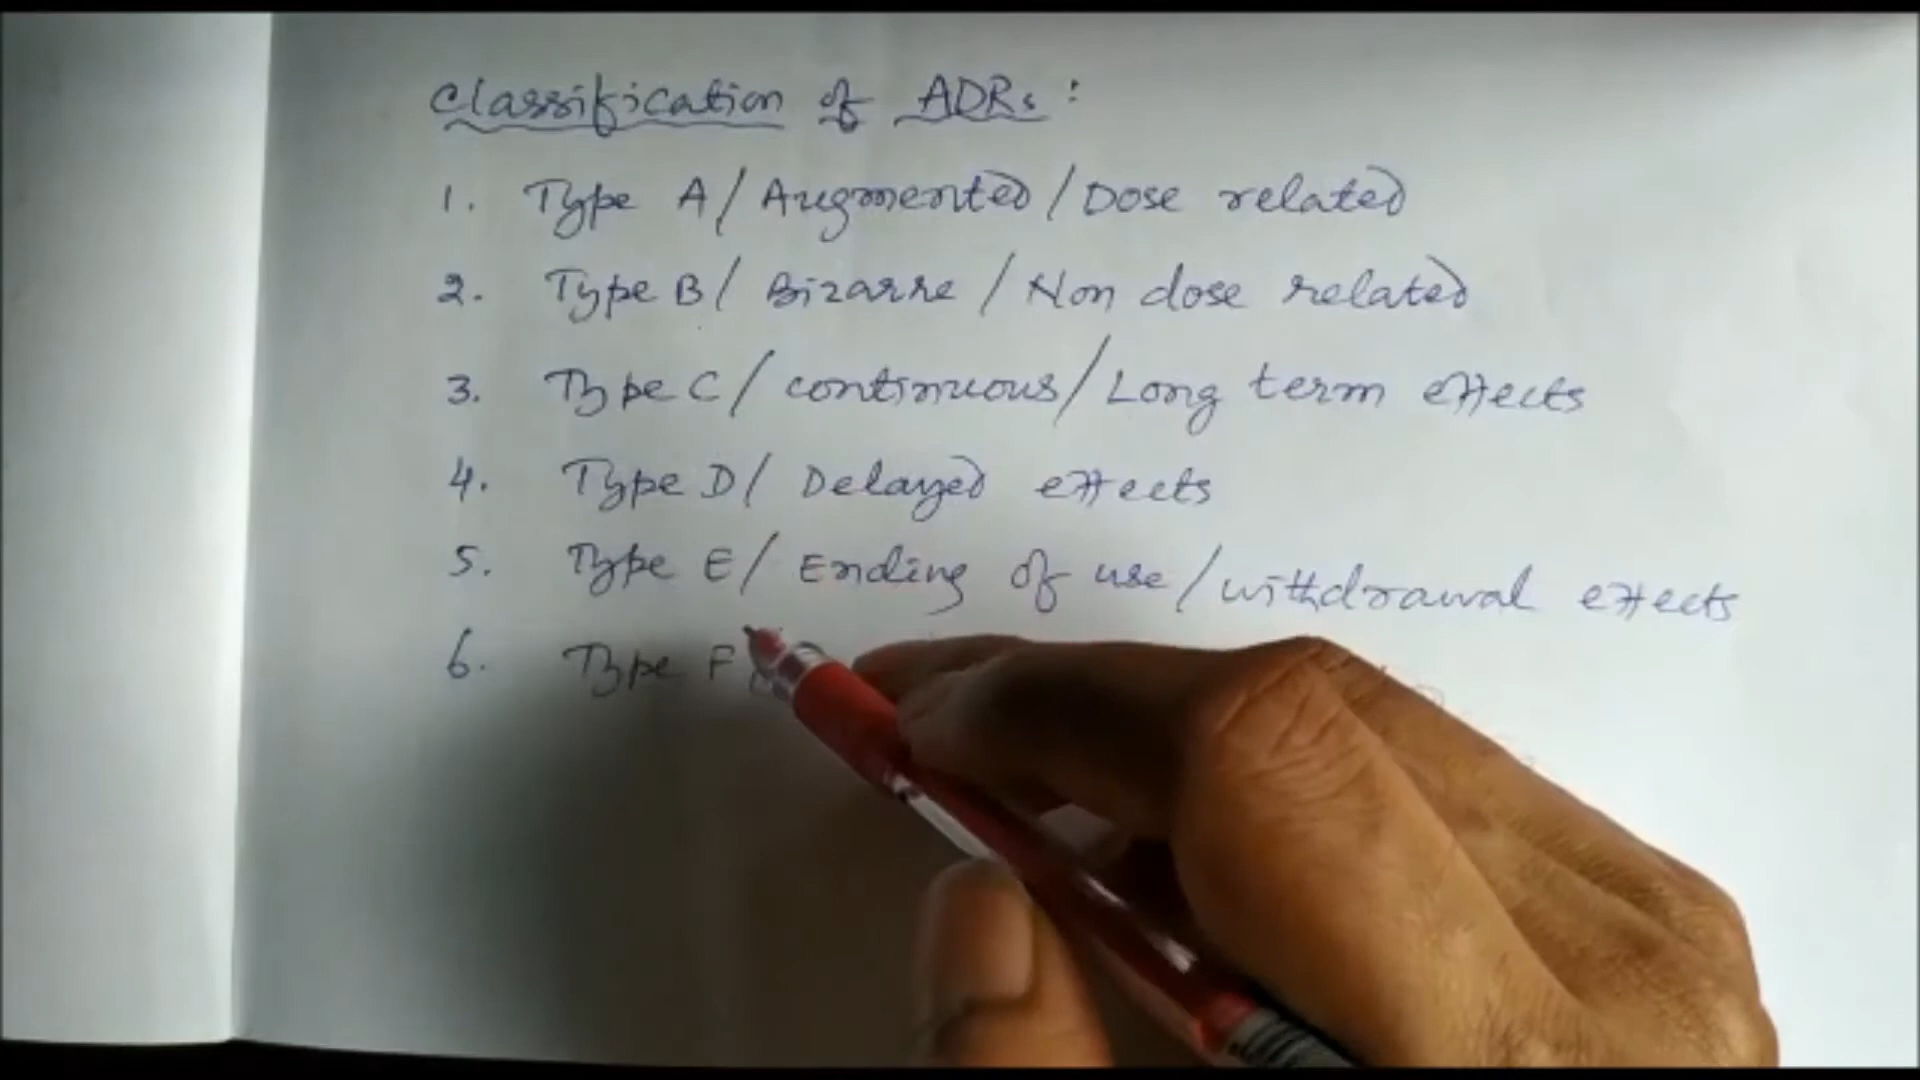 Classification of ADRs :
1. Type A/ Augmented / Dose related
2. Type B/ Bizarre / Non dose related
3. Type C/ continuous/ Long term effects
4. Type D/ Delayed effects
5. Type E/ Ending of use / withdrawal effects
6. Type F